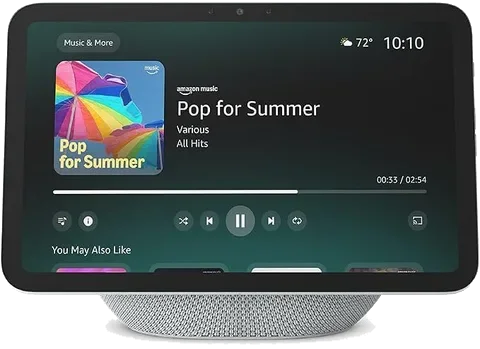 Music & More
72° 10:10
music
Pop
for Summer
amazon music
Pop for Summer
Various
All Hits
00:33 / 02:54
You May Also Like